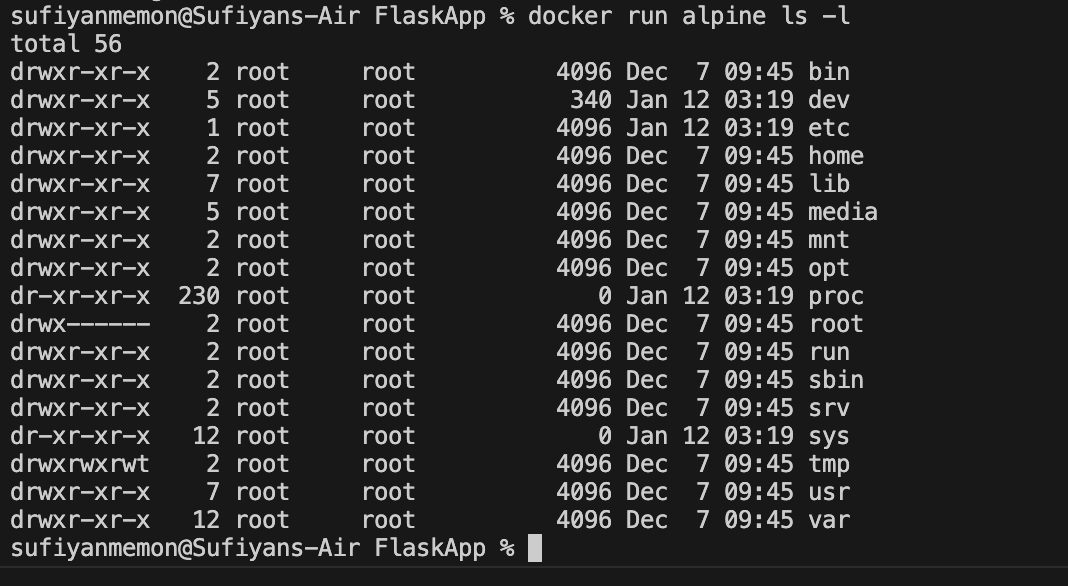 sufiyanmemon@Sufiyans-Air FlaskApp % docker run alpine ls -l
total 56
drwxr-xr-x    2 root     root          4096 Dec  7 09:45 bin
drwxr-xr-x    5 root     root           340 Jan 12 03:19 dev
drwxr-xr-x    1 root     root          4096 Jan 12 03:19 etc
drwxr-xr-x    2 root     root          4096 Dec  7 09:45 home
drwxr-xr-x    7 root     root          4096 Dec  7 09:45 lib
drwxr-xr-x    5 root     root          4096 Dec  7 09:45 media
drwxr-xr-x    2 root     root          4096 Dec  7 09:45 mnt
drwxr-xr-x    2 root     root          4096 Dec  7 09:45 opt
dr-xr-xr-x  230 root     root             0 Jan 12 03:19 proc
drwx------    2 root     root          4096 Dec  7 09:45 root
drwxr-xr-x    2 root     root          4096 Dec  7 09:45 run
drwxr-xr-x    2 root     root          4096 Dec  7 09:45 sbin
drwxr-xr-x    2 root     root          4096 Dec  7 09:45 srv
dr-xr-xr-x   12 root     root             0 Jan 12 03:19 sys
drwxrwxrwt    2 root     root          4096 Dec  7 09:45 tmp
drwxr-xr-x    7 root     root          4096 Dec  7 09:45 usr
drwxr-xr-x   12 root     root          4096 Dec  7 09:45 var
sufiyanmemon@Sufiyans-Air FlaskApp %